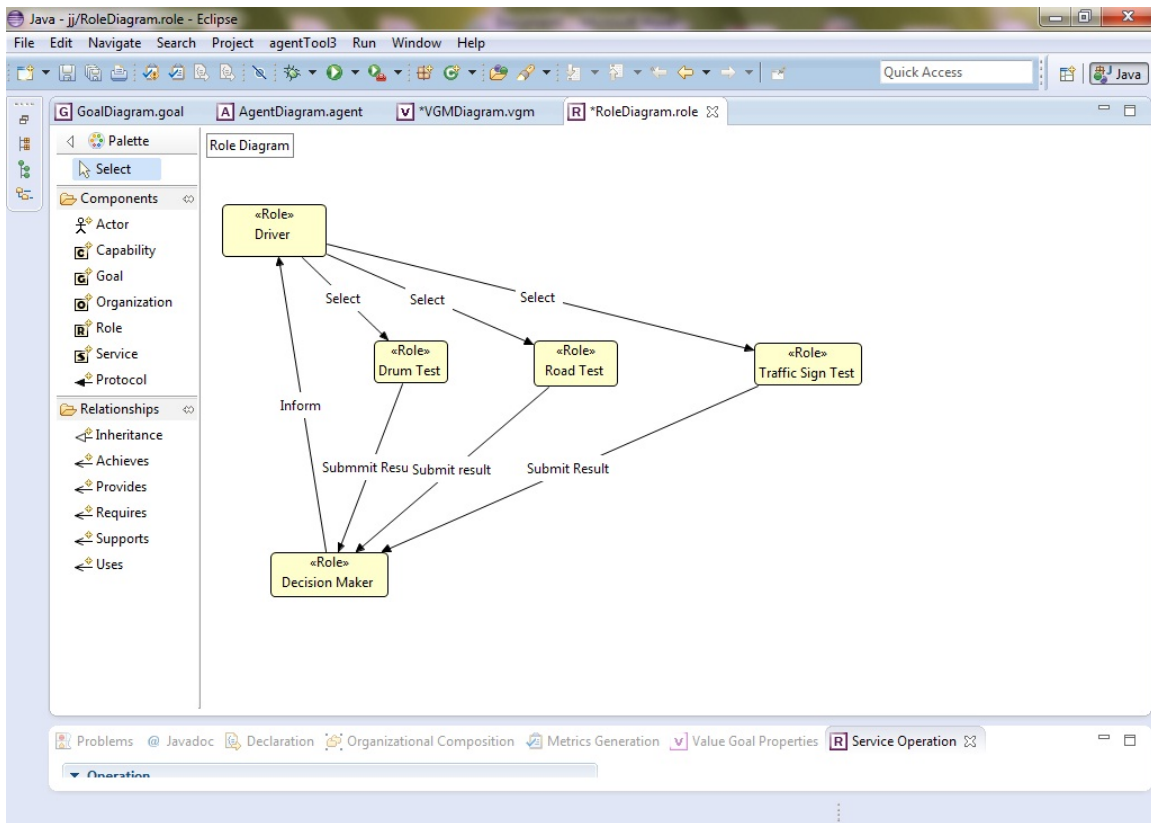 Java - jj/RoleDiagram.role - Eclipse
File Edit Navigate Search Project agentTool3 Run Window Help
Quick Access
Java
GoalDiagram.goal
AgentDiagram.agent
*VGMDiagram.vgm
*RoleDiagram.role
Palette
Select
Components
Actor
Capability
Goal
Organization
Role
Service
Protocol
Relationships
Inheritance
Achieves
Provides
Requires
Supports
Uses
Role Diagram
«Role»
Driver
Select
Select
Select
«Role»
Drum Test
«Role»
Road Test
«Role»
Traffic Sign Test
Inform
Submmit Resu
Submit result
Submit Result
«Role»
Decision Maker
Problems @ Javadoc Declaration Organizational Composition Metrics Generation Value Goal Properties Service Operation
Operation